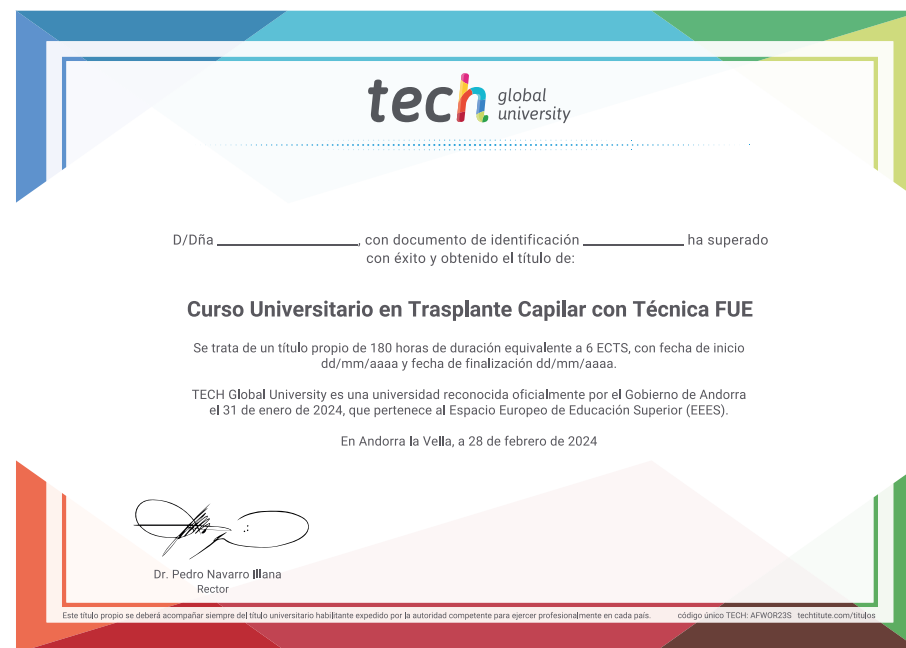 tech global university
D/Dña ______________________, con documento de identificación ______________ ha superado
con éxito y obtenido el título de:
Curso Universitario en Trasplante Capilar con Técnica FUE
Se trata de un título propio de 180 horas de duración equivalente a 6 ECTS, con fecha de inicio
dd/mm/aaaa y fecha de finalización dd/mm/aaaa.
TECH Global University es una universidad reconocida oficialmente por el Gobierno de Andorra
el 31 de enero de 2024, que pertenece al Espacio Europeo de Educación Superior (EEES).
En Andorra la Vella, a 28 de febrero de 2024
Dr. Pedro Navarro Illana
Rector
Este título propio se deberá acompañar siempre del título universitario habilitante expedido por la autoridad competente para ejercer profesionalmente en cada país. código único TECH: AFWOR23S techtitute.com/titulos